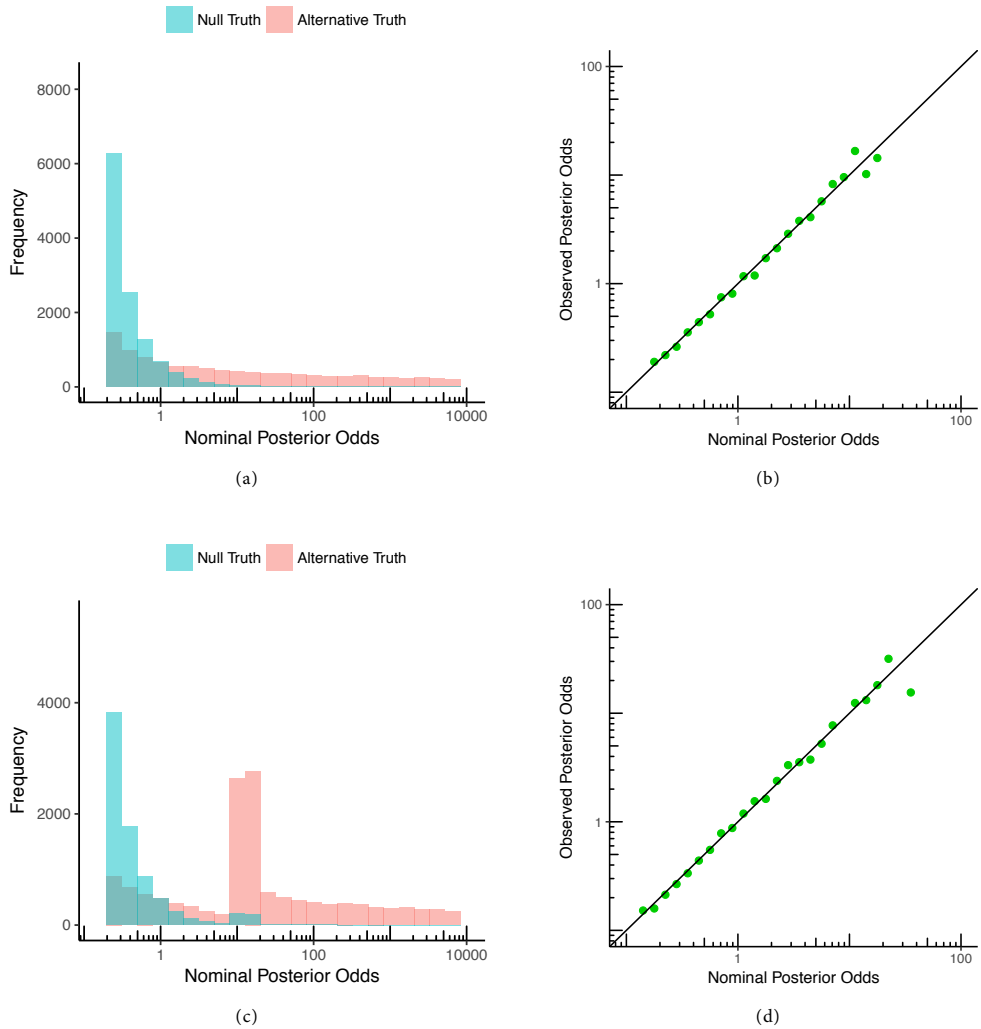 Null Truth Alternative Truth
8000
6000
4000
2000
0
Frequency
1 100 10000
Nominal Posterior Odds
(a)
100
1
Observed Posterior Odds
1 100
Nominal Posterior Odds
(b)
Null Truth Alternative Truth
4000
2000
0
Frequency
1 100 10000
Nominal Posterior Odds
(c)
100
1
Observed Posterior Odds
1 100
Nominal Posterior Odds
(d)